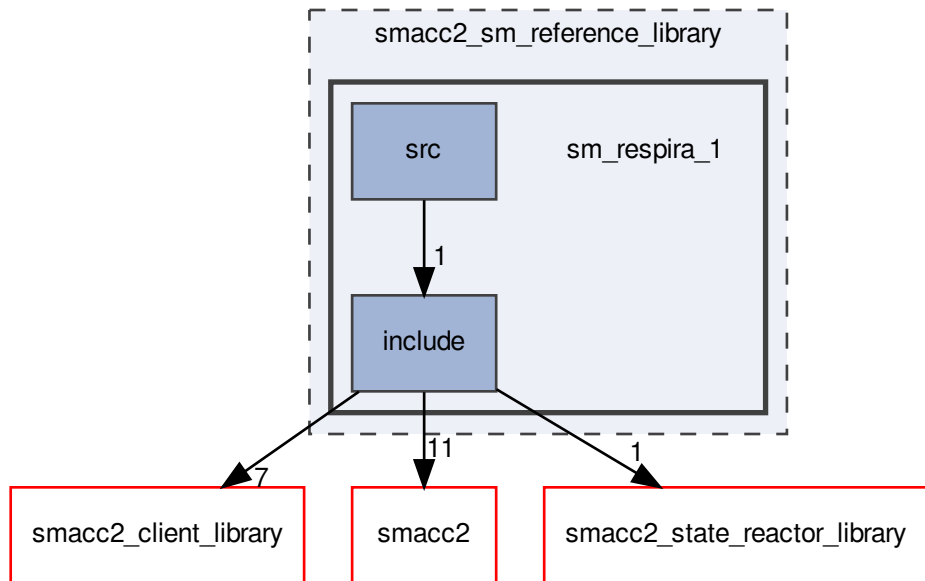 smacc2_sm_reference_library
src
sm_respira_1
1
include
7
11
1
smacc2_client_library
smacc2
smacc2_state_reactor_library